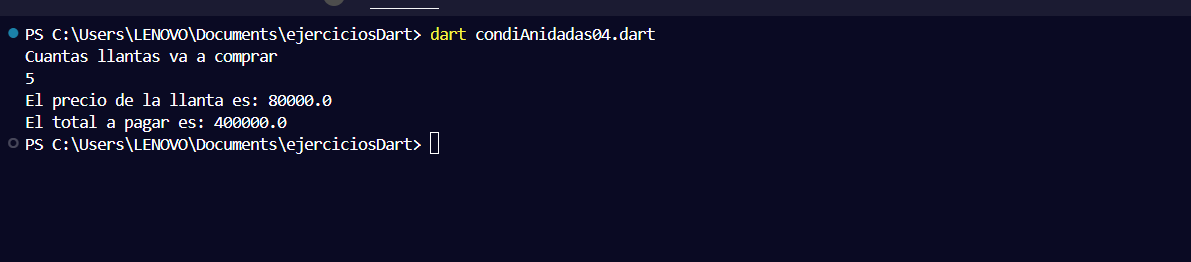 PS C:\Users\LENOVO\Documents\ejerciciosDart> dart condiAnidadas04.dart
Cuantas llantas va a comprar
5
El precio de la llanta es: 80000.0
El total a pagar es: 400000.0
PS C:\Users\LENOVO\Documents\ejerciciosDart>